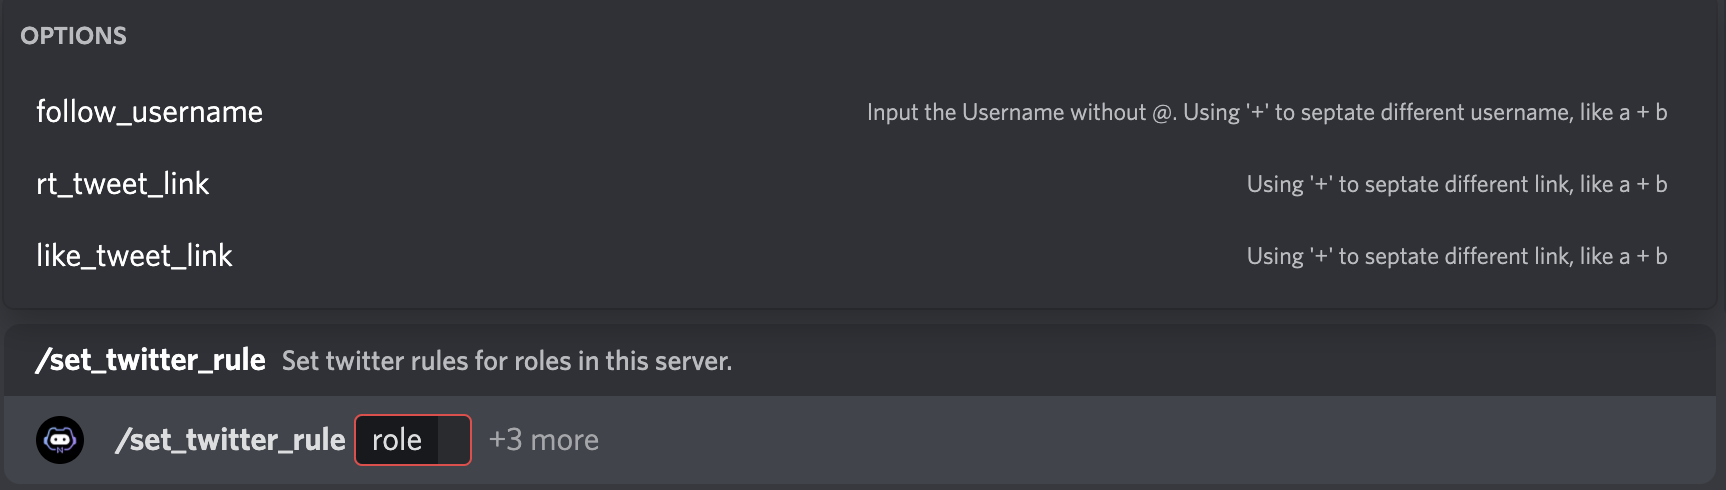 OPTIONS
follow_username Input the Username without @. Using '+' to septate different username, like a + b
rt_tweet_link Using '+' to septate different link, like a + b
like_tweet_link Using '+' to septate different link, like a + b
/set_twitter_rule Set twitter rules for roles in this server.
/set_twitter_rule role +3 more